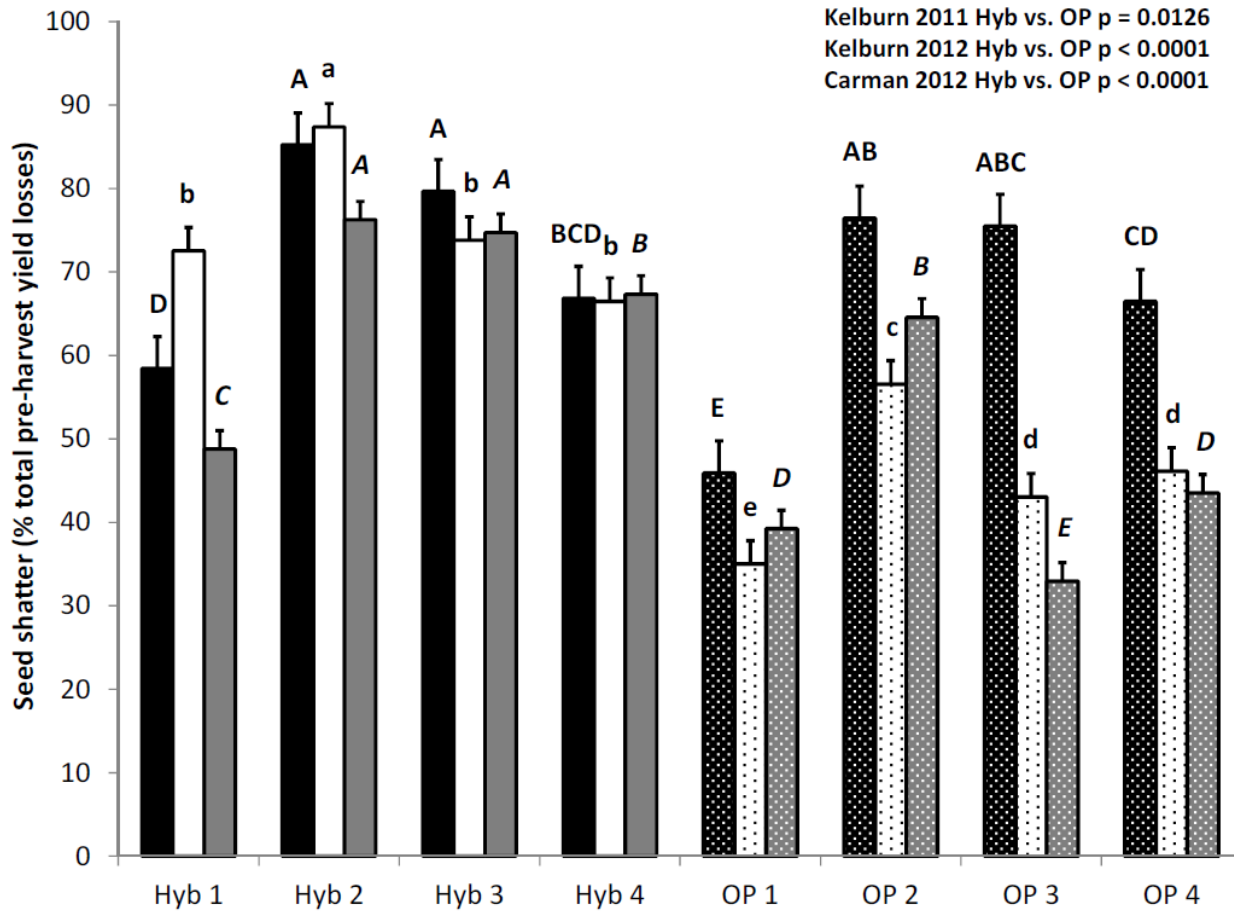 Kelburn 2011 Hyb vs. OP p = 0.0126
Kelburn 2012 Hyb vs. OP p < 0.0001
Carman 2012 Hyb vs. OP p < 0.0001
Seed shatter (% total pre-harvest yield losses)
100
90
80
70
60
50
40
30
20
10
0
D
b
C
A
a
A
A
b
A
BCD
b
B
E
e
D
AB
c
B
ABC
d
E
CD
d
D
Hyb 1
Hyb 2
Hyb 3
Hyb 4
OP 1
OP 2
OP 3
OP 4